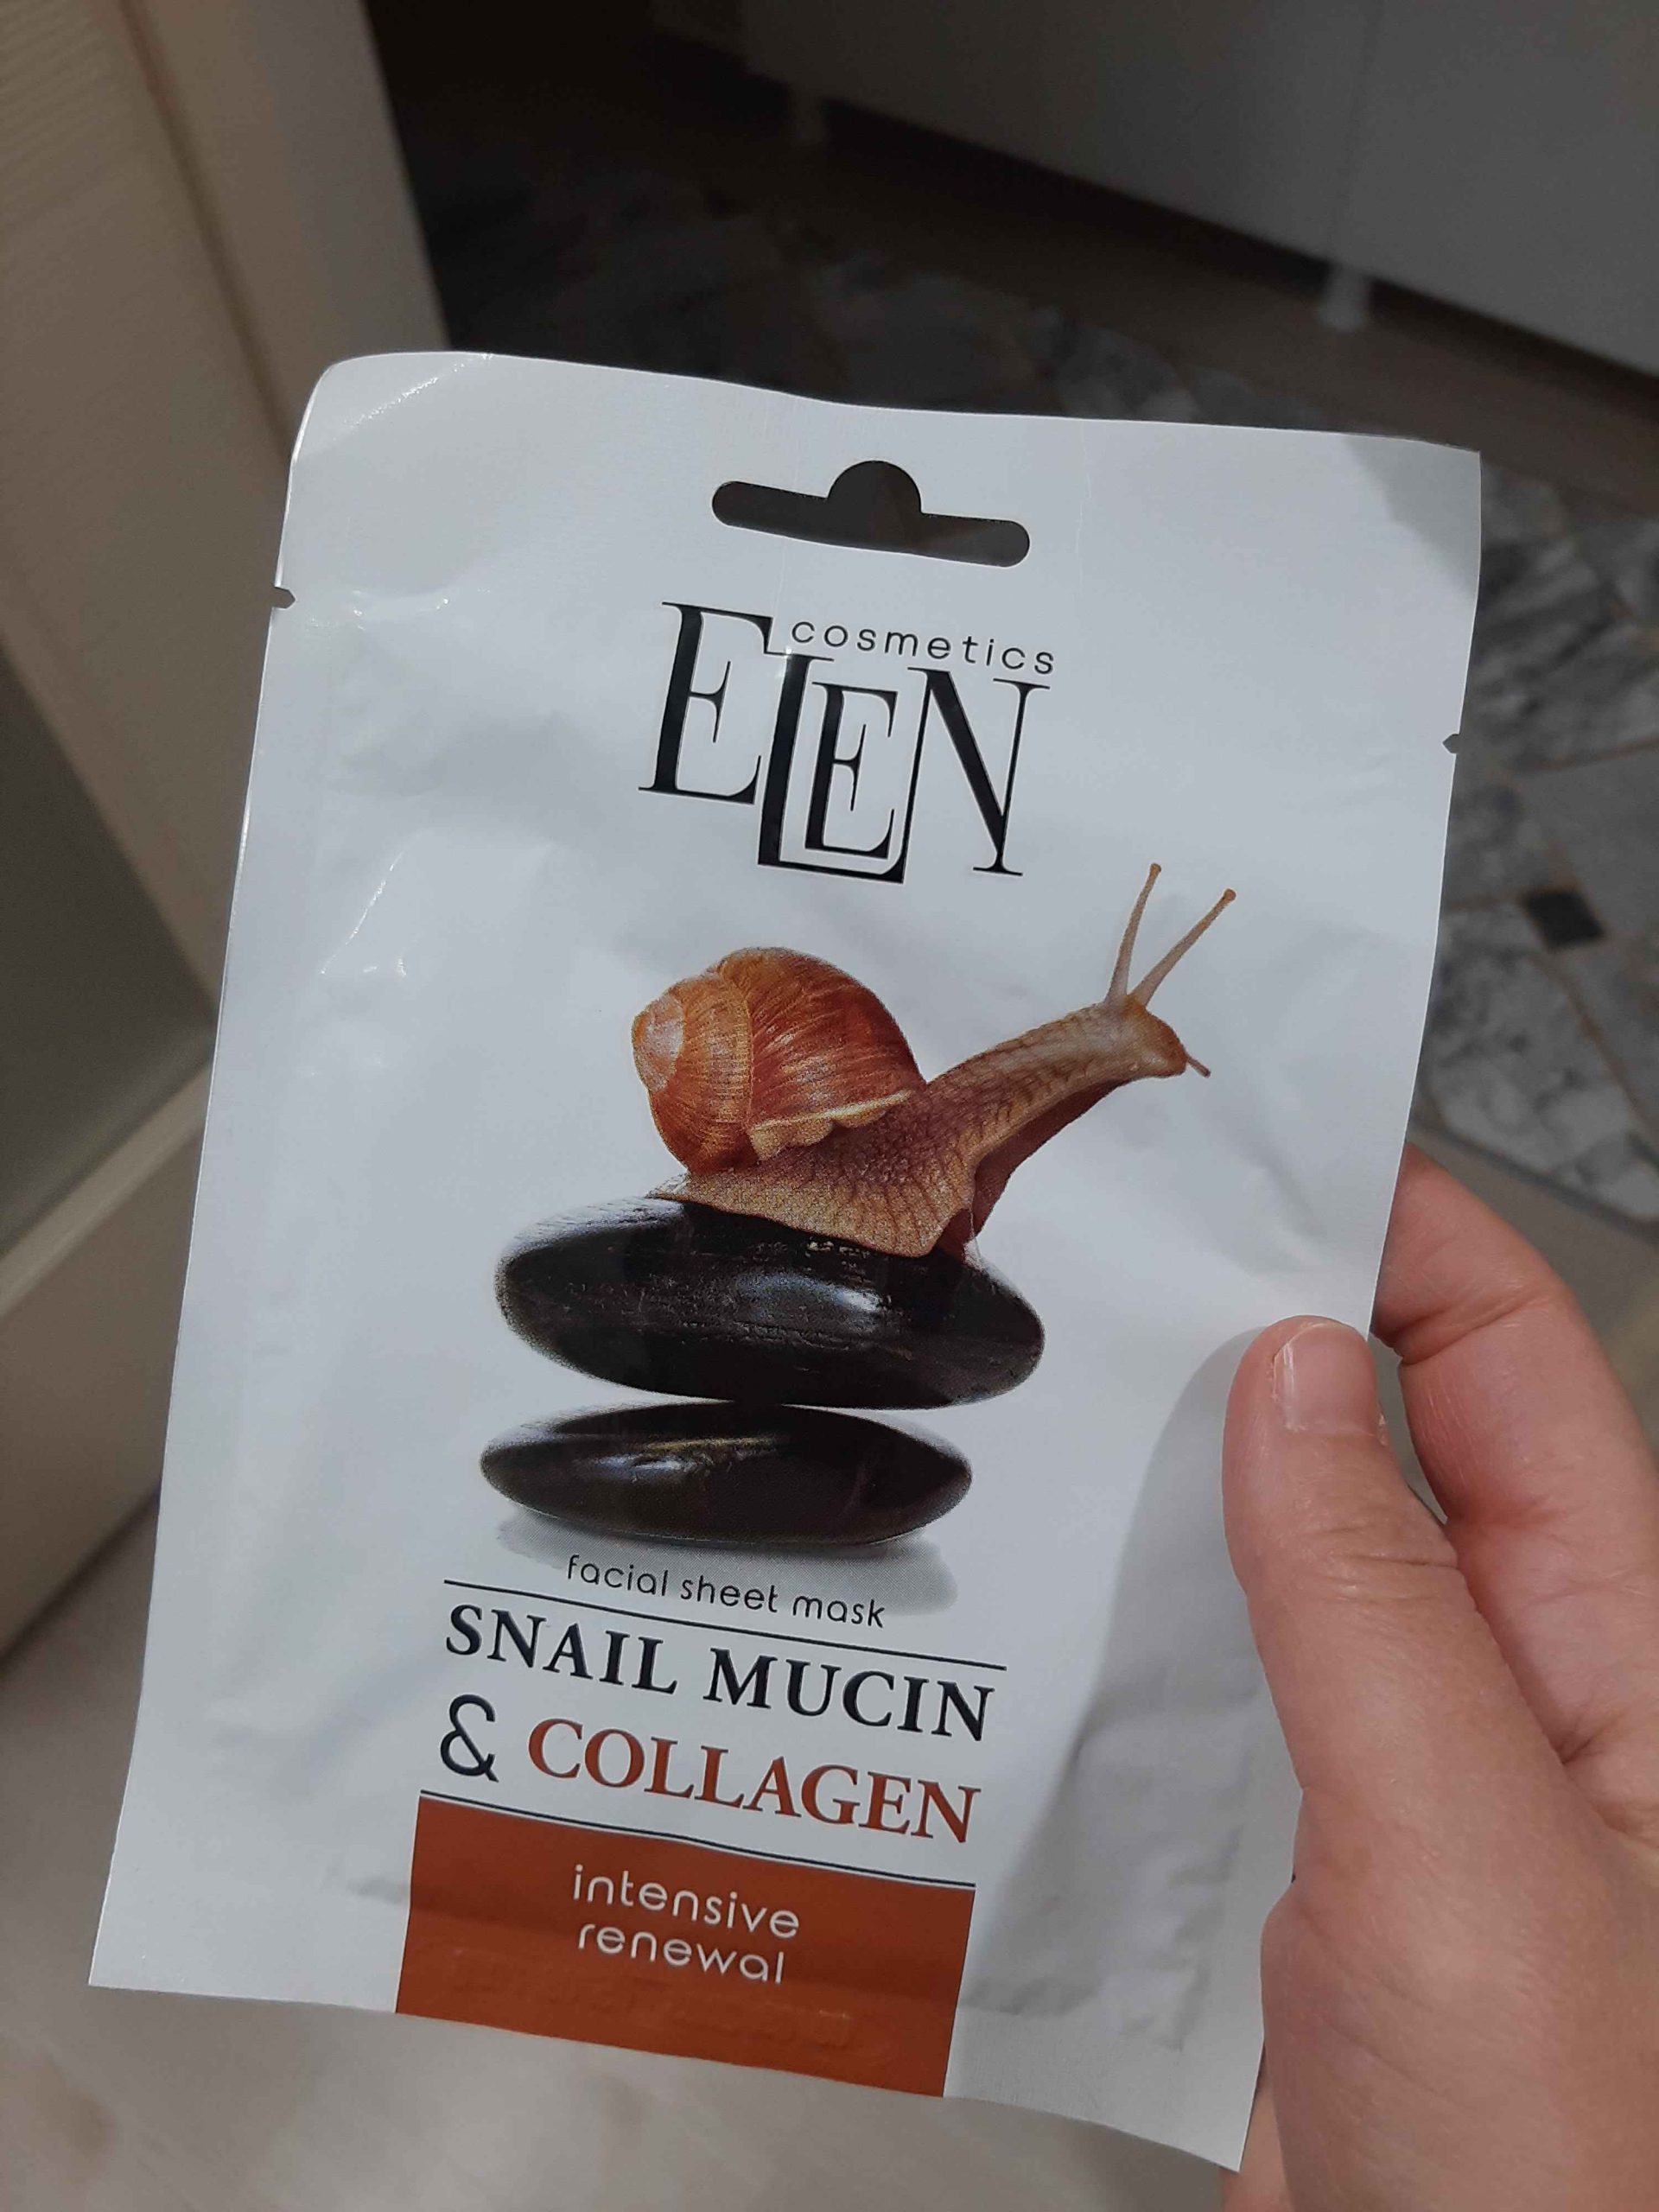 cosmetics
ELEN
facial sheet mask
SNAIL MUCIN
& COLLAGEN
intensive
renewal